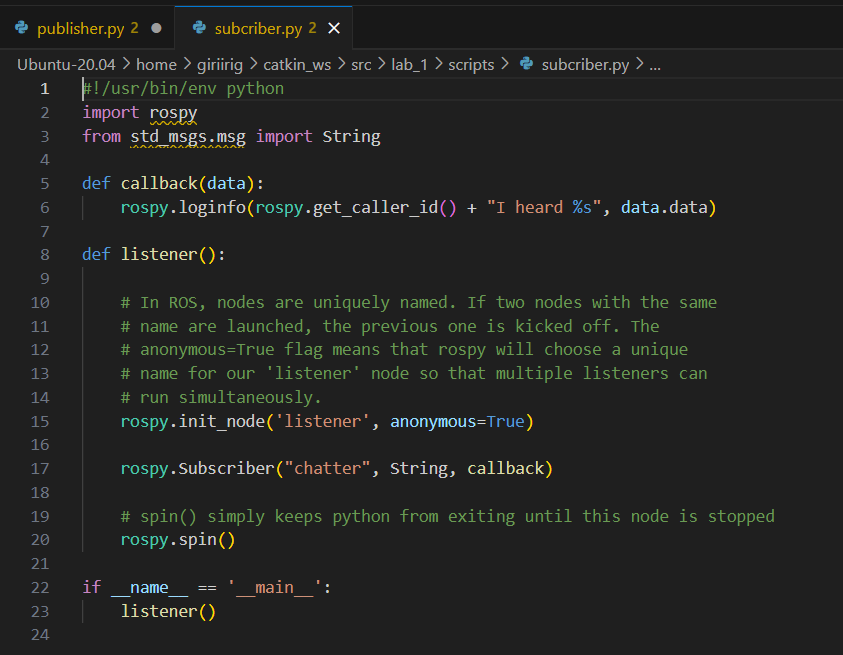 publisher.py 2 ● subcriber.py 2 ×
Ubuntu-20.04 > home > giriirig > catkin_ws > src > lab_1 > scripts > subcriber.py > ...
1 #!/usr/bin/env python
2 import rospy
3 from std_msgs.msg import String
4
5 def callback(data):
6     rospy.loginfo(rospy.get_caller_id() + "I heard %s", data.data)
7
8 def listener():
9
10     # In ROS, nodes are uniquely named. If two nodes with the same
11     # name are launched, the previous one is kicked off. The
12     # anonymous=True flag means that rospy will choose a unique
13     # name for our 'listener' node so that multiple listeners can
14     # run simultaneously.
15     rospy.init_node('listener', anonymous=True)
16
17     rospy.Subscriber("chatter", String, callback)
18
19     # spin() simply keeps python from exiting until this node is stopped
20     rospy.spin()
21
22 if __name__ == '__main__':
23     listener()
24